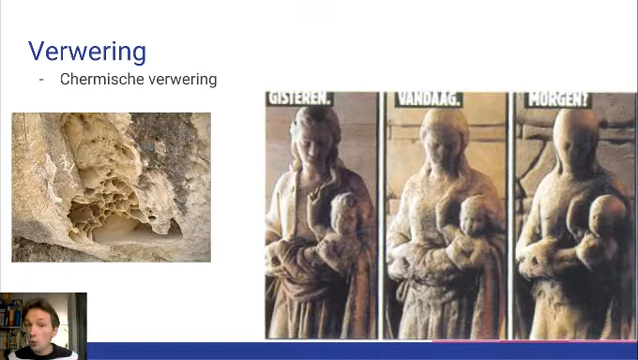 Verwering
- Chermische verwering
GISTEREN.
VANDAAG.
MORGEN?